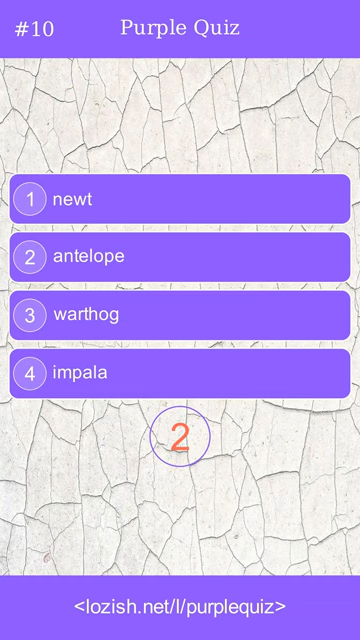 #10
Purple Quiz
1 newt
2 antelope
3 warthog
4 impala
2
<lozish.net/l/purplequiz>